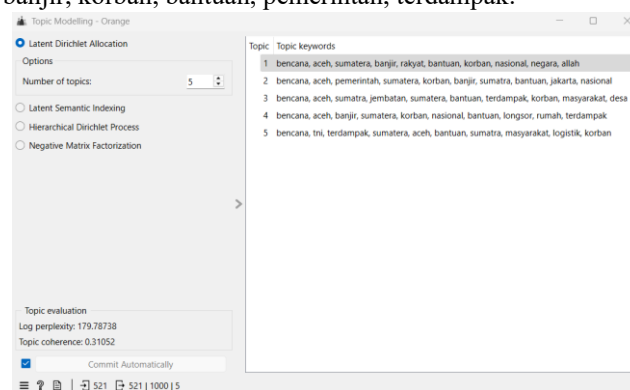 banjir, korban, bantuan, pemerintah, terdampak.
Topic Modelling - Orange
Latent Dirichlet Allocation
Options
Number of topics: 5
Latent Semantic Indexing
Hierarchical Dirichlet Process
Negative Matrix Factorization
Topic evaluation
Log perplexity: 179.78738
Topic coherence: 0.31052
Commit Automatically
521 521 | 1000 | 5
Topic Topic keywords
1 bencana, aceh, sumatera, banjir, rakyat, bantuan, korban, nasional, negara, allah
2 bencana, aceh, pemerintah, sumatera, korban, banjir, sumatra, bantuan, jakarta, nasional
3 bencana, aceh, sumatra, jembatan, sumatera, bantuan, terdampak, korban, masyarakat, desa
4 bencana, aceh, banjir, sumatera, korban, nasional, bantuan, longsor, rumah, terdampak
5 bencana, tni, terdampak, sumatera, aceh, bantuan, sumatra, masyarakat, logistik, korban